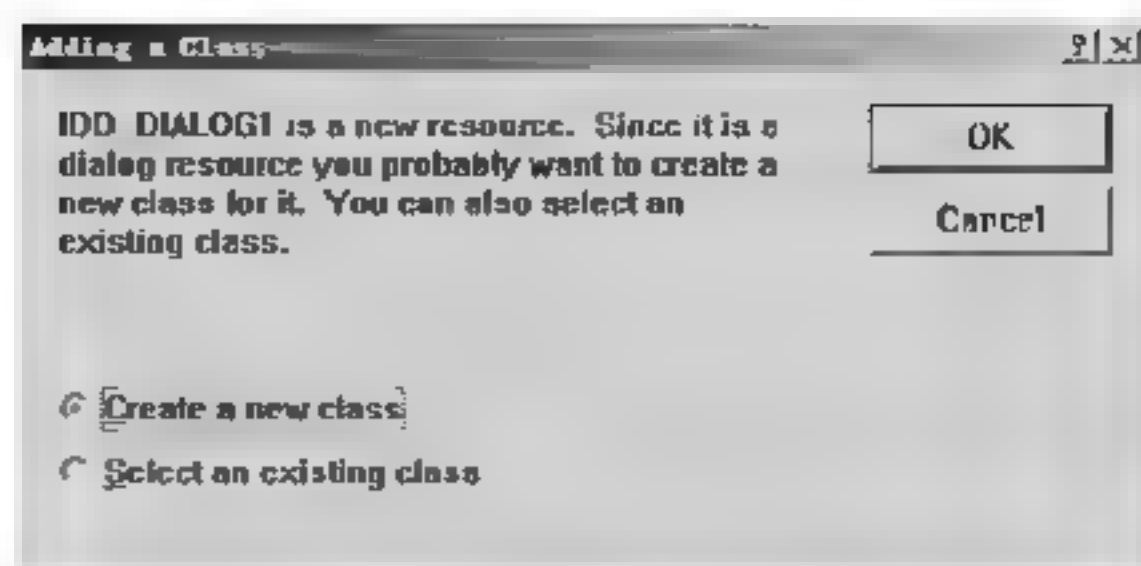 Adding a Class
IDD_DIALOG1 is a new resource. Since it is a
dialog resource you probably want to create a
new class for it. You can also select an
existing class.
OK
Cancel
Create a new class
Select an existing class